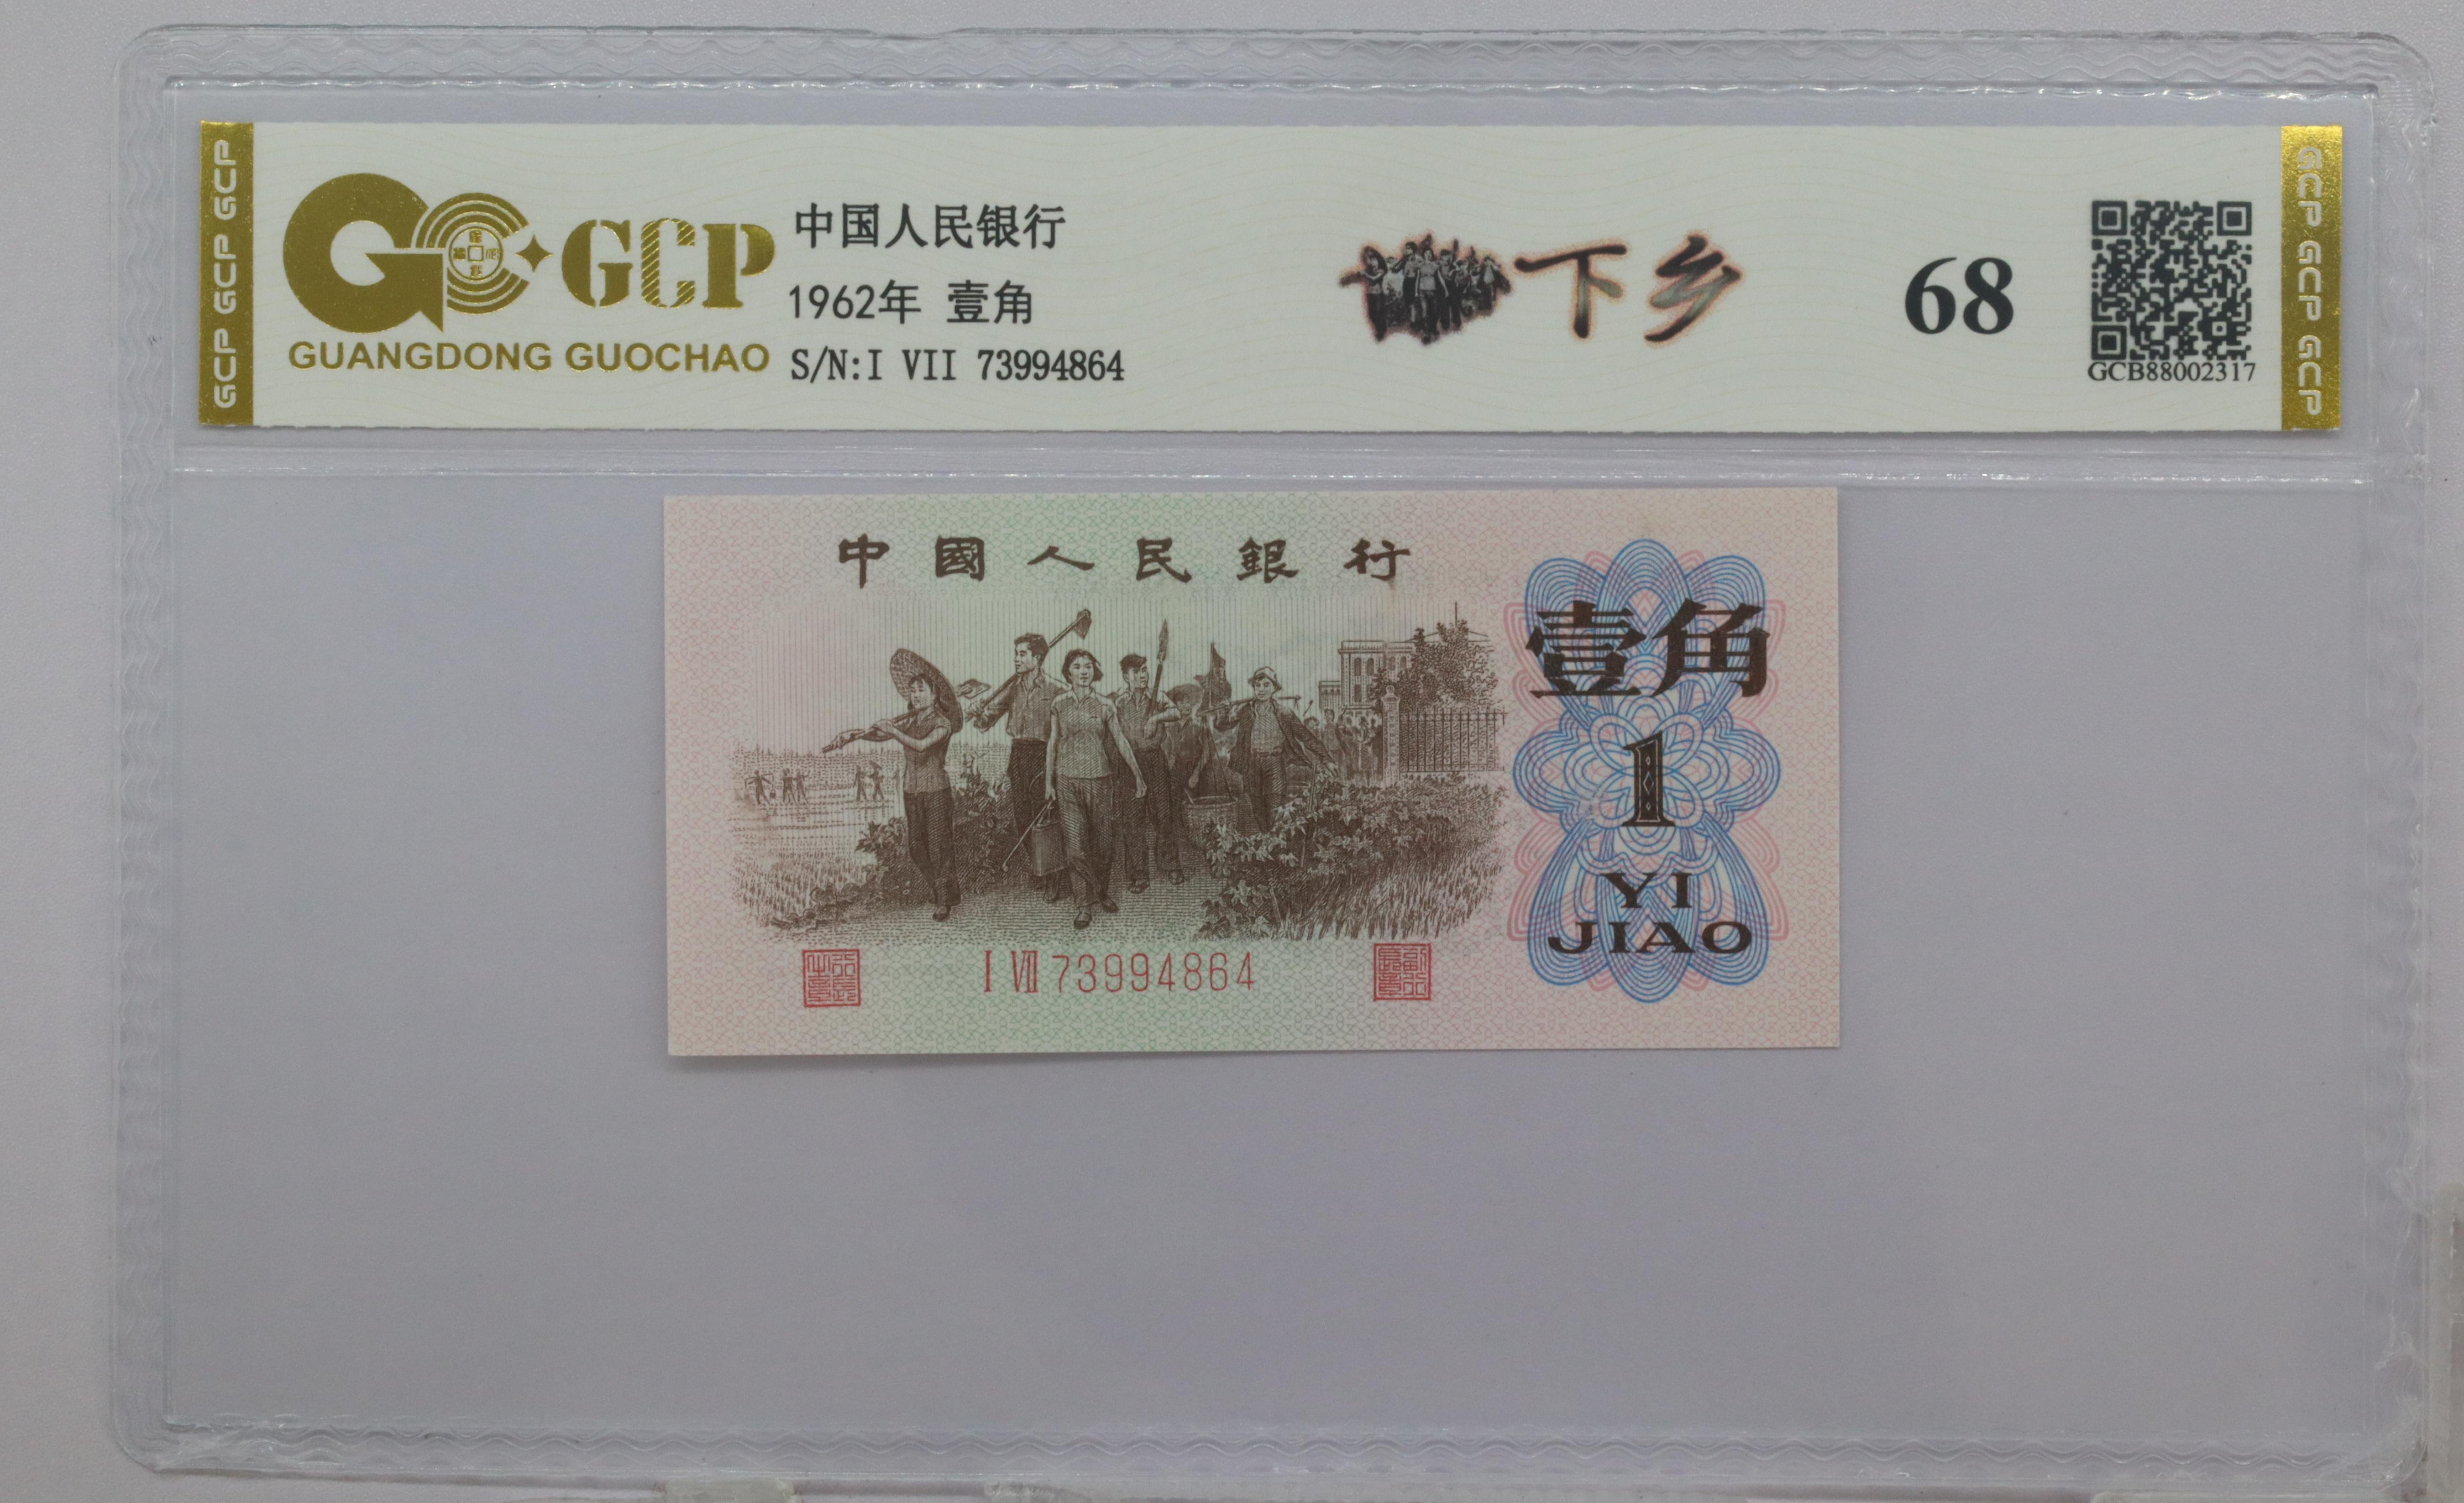 GCP GCP GCP
GCP
GUANGDONG GUOCHAO
中国人民银行
1962年 壹角
S/N:I VII 73994864
下乡
68
GCB88002317
GCP GCP GCP
中國人民銀行
壹角
1
YI
JIAO
I VII 73994864